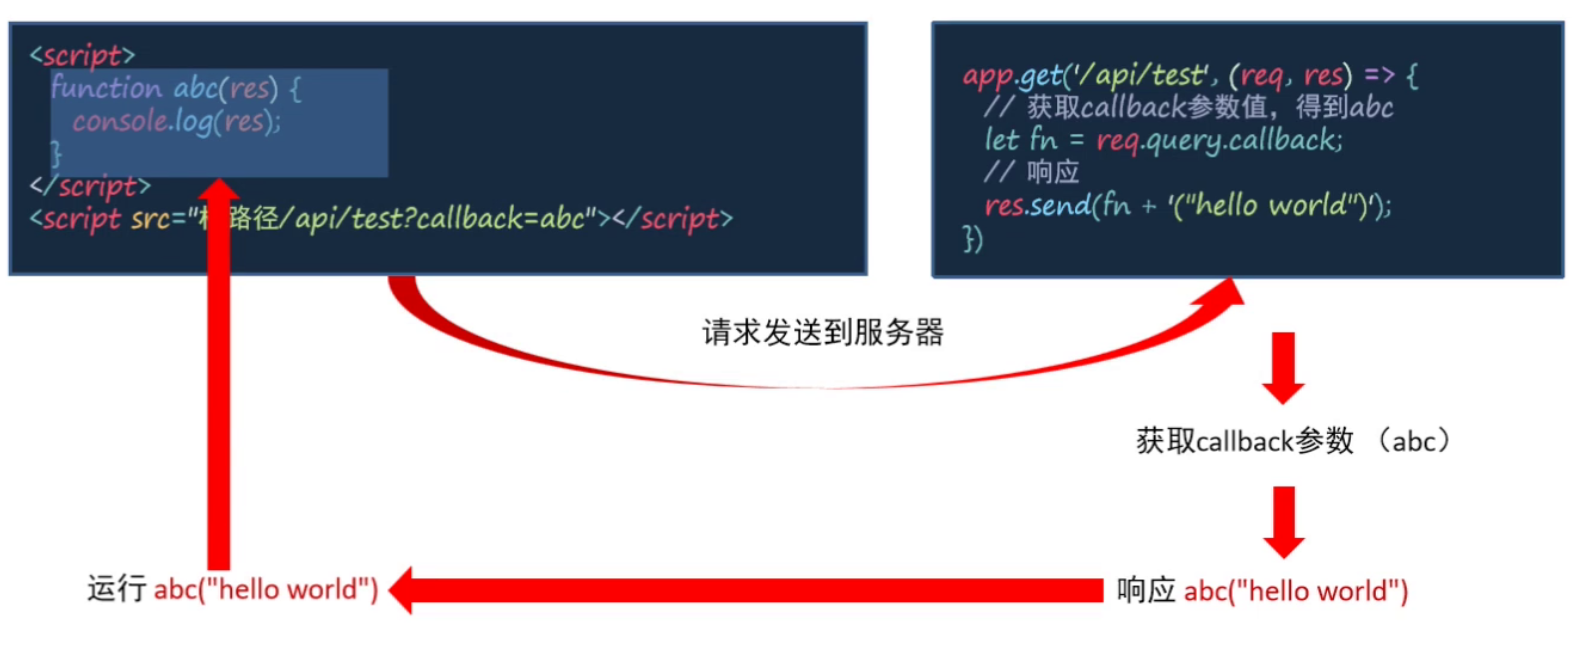 <script>
function abc(res) {
console.log(res);
}
</script>
<script src="路径/api/test?callback=abc"></script>
app.get('/api/test', (req, res) => {
// 获取callback参数值，得到abc
let fn = req.query.callback;
// 响应
res.send(fn + '("hello world")');
})
请求发送到服务器
获取callback参数 （abc）
响应 abc("hello world")
运行 abc("hello world")